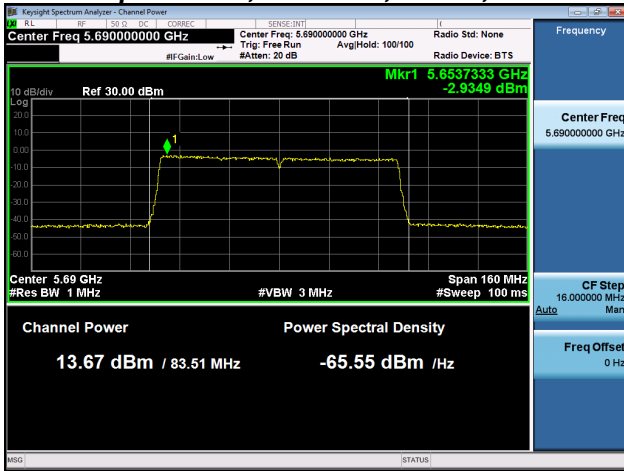 Keysight Spectrum Analyzer - Channel Power
RL RF 50 Ω DC CORREC SENSE:INT
Center Freq 5.690000000 GHz
Center Freq: 5.690000000 GHz Radio Std: None
Trig: Free Run Avg|Hold: 100/100
#IFGain:Low #Atten: 20 dB Radio Device: BTS
Mkr1 5.6537333 GHz
-2.9349 dBm
10 dB/div Ref 30.00 dBm
Log
20.0
10.0
0.00
-10.0
-20.0
-30.0
-40.0
-50.0
-60.0
1
Center 5.69 GHz Span 160 MHz
#Res BW 1 MHz #VBW 3 MHz #Sweep 100 ms
Channel Power Power Spectral Density
13.67 dBm / 83.51 MHz -65.55 dBm /Hz
MSG STATUS
Frequency
Center Freq
5.690000000 GHz
CF Step
16.000000 MHz
Auto Man
Freq Offset
0 Hz